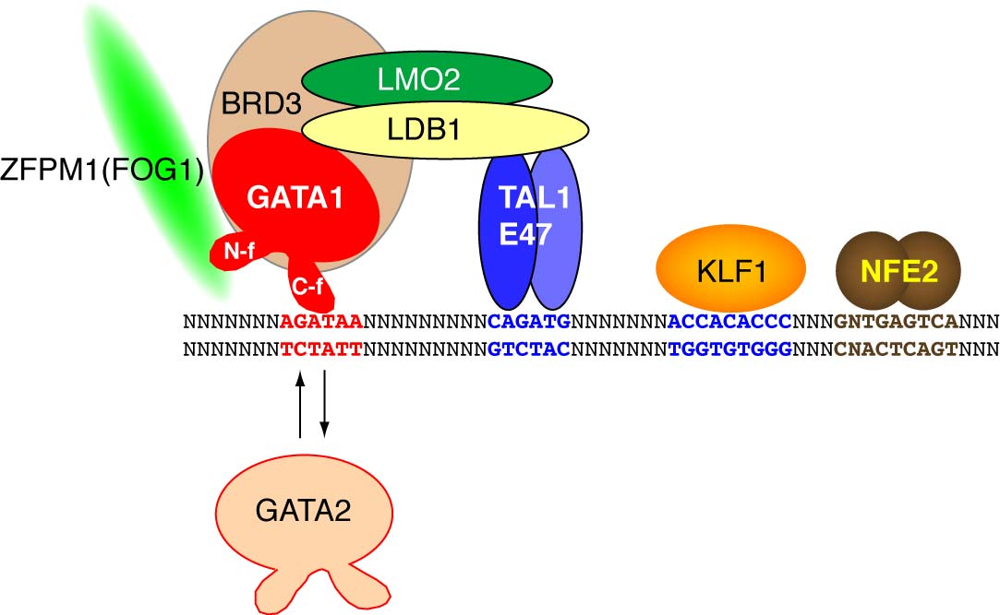 LMO2
BRD3
LDB1
ZFPM1(FOG1)
GATA1
TAL1
E47
N-f
C-f
KLF1
NFE2
NNNNNNNAGATAANNNNNNNNNCAGATGNNNNNNNACCACACCCNNNGNTGAGTCANNN
NNNNNNNTCTATTNNNNNNNNNGTCTACNNNNNNNTGGTGTGGGNNNCNACTCAGTNNN
GATA2